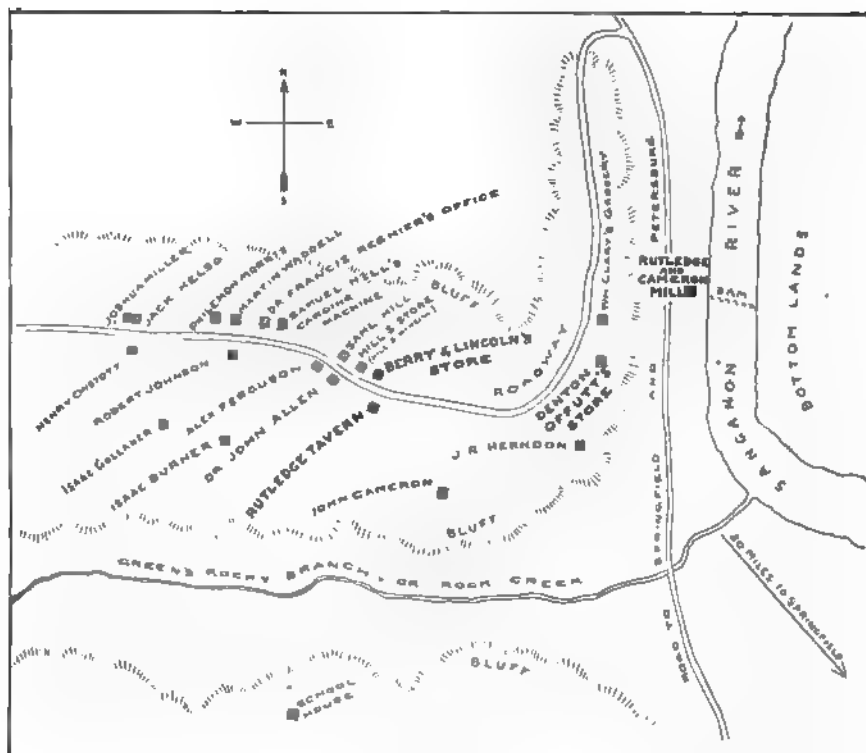 N
W
E
S
JOSHUA MILLER
JACK KELSO
PHILEMON MORRIS
MARTIN WADDELL
DR FRANCIS REGNIER'S OFFICE
SAMUEL HILL'S
CARDING
MACHINE
SAML HILL
HILL'S STORE
BERRY & LINCOLN'S
STORE
BLUFF
ROADWAY
WM CLARY'S GROCERY
DENTON
OFFUTT'S
STORE
J R HERNDON
HENRY ONSTOTT
ROBERT JOHNSON
ALEX FERGUSON
DR JOHN ALLEN
ISAAC GOLLAHER
ISAAC BURNER
RUTLEDGE TAVERN
JOHN CAMERON
BLUFF
GREEN'S ROCKY BRANCH, OR ROCK CREEK
BLUFF
SCHOOL
HOUSE
ROAD TO SPRINGFIELD AND PETERSBURG
RUTLEDGE
AND
CAMERON
MILL
DAM
SANGAMON RIVER
BOTTOM LANDS
20 MILES TO SPRINGFIELD